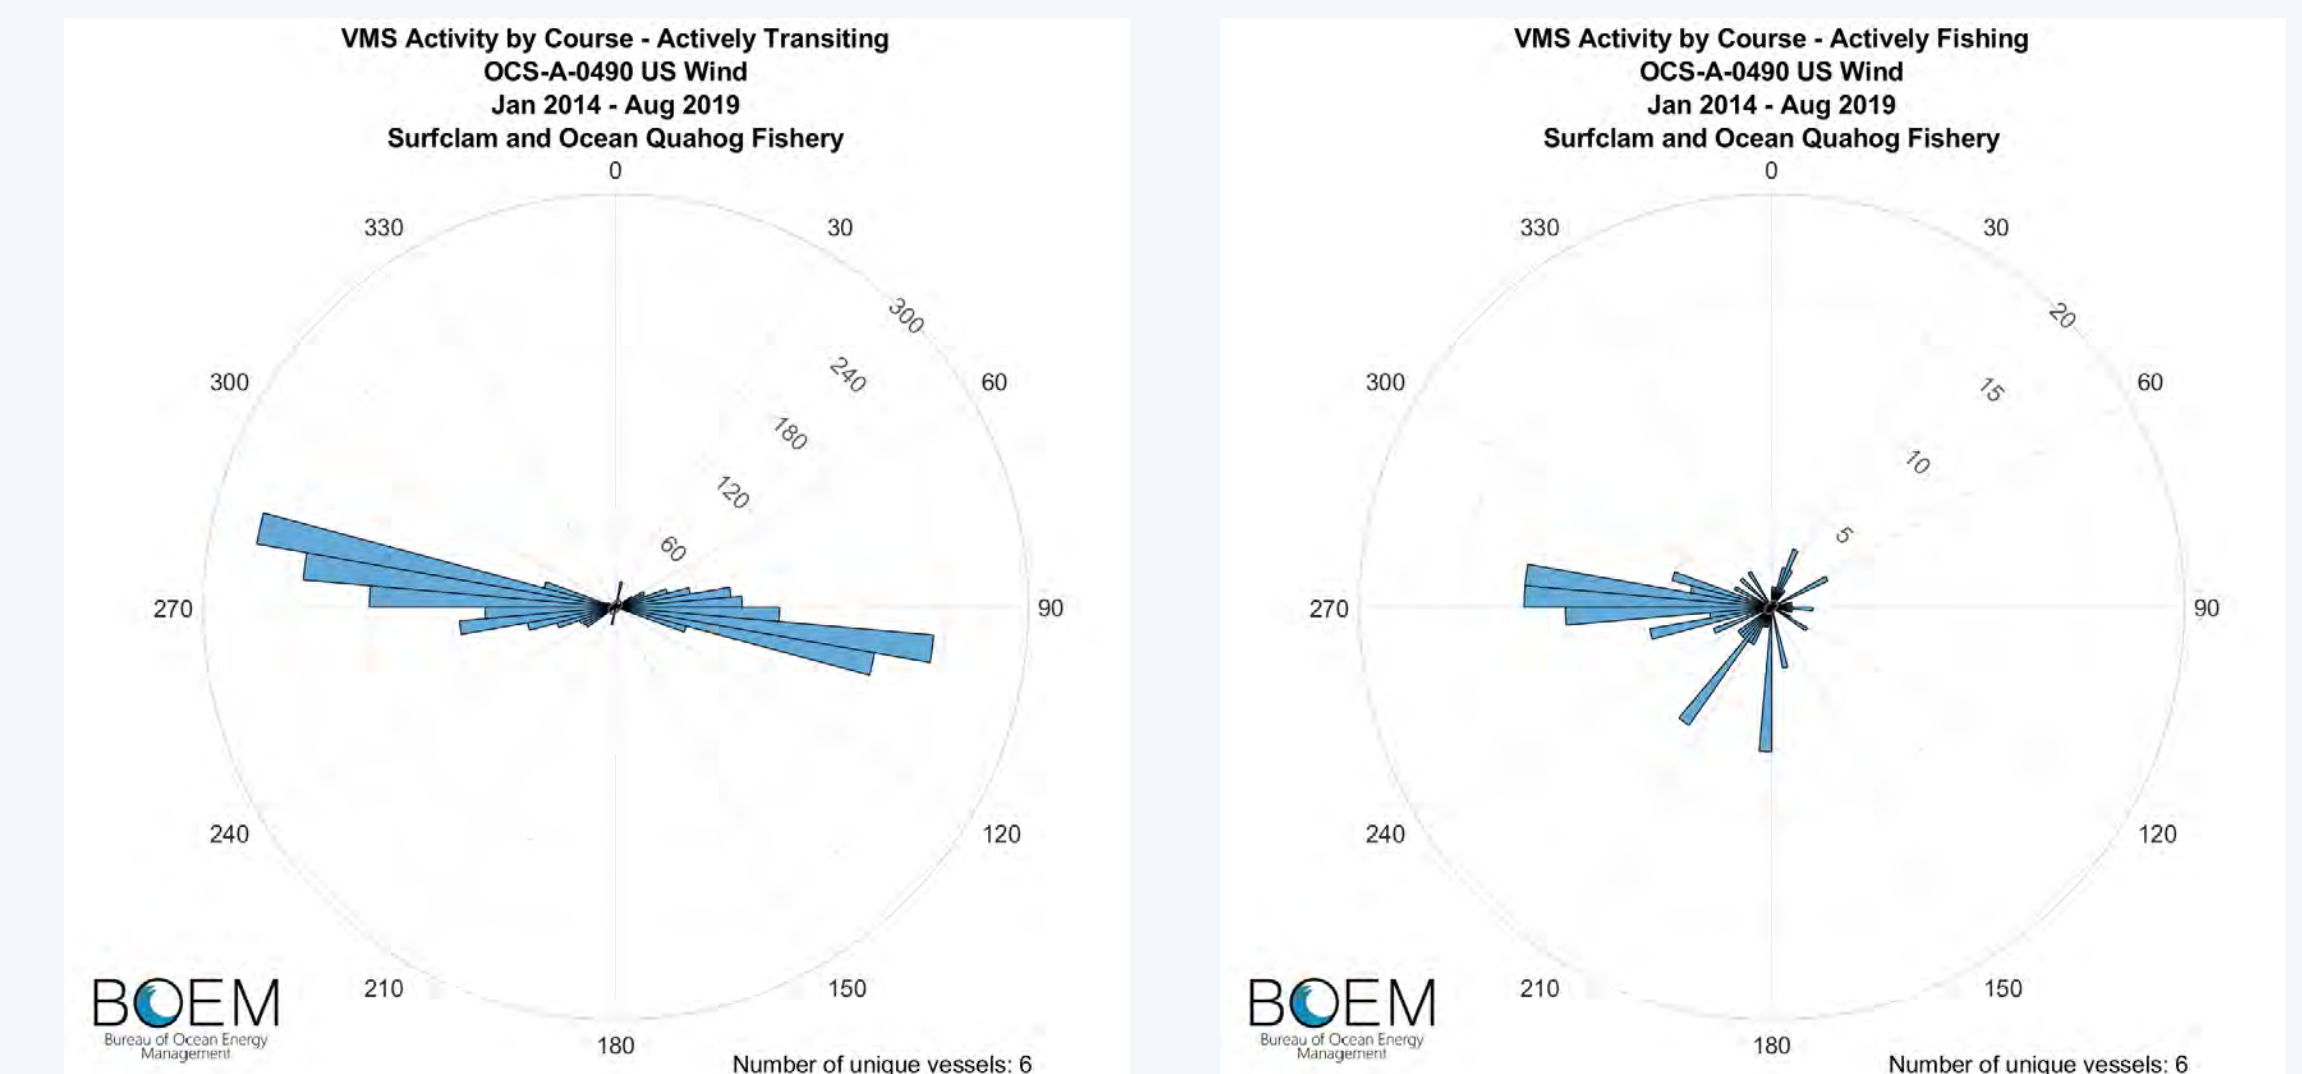 VMS Activity by Course - Actively Transiting
OCS-A-0490 US Wind
Jan 2014 - Aug 2019
Surfclam and Ocean Quahog Fishery
0
330
30
300
300
240
60
180
120
60
270
90
240
120
210
150
180
BOEM
Bureau of Ocean Energy
Management
Number of unique vessels: 6
VMS Activity by Course - Actively Fishing
OCS-A-0490 US Wind
Jan 2014 - Aug 2019
Surfclam and Ocean Quahog Fishery
0
330
30
20
300
15
60
10
5
270
90
240
120
210
150
180
BOEM
Bureau of Ocean Energy
Management
Number of unique vessels: 6